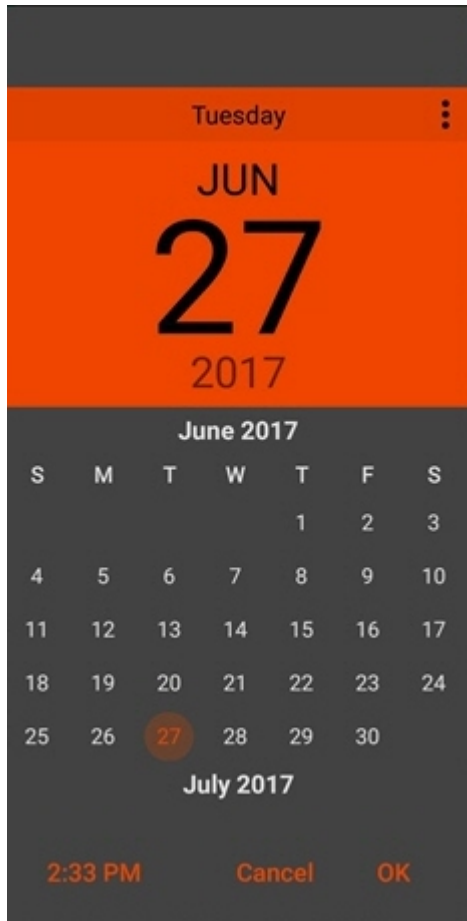 Tuesday
JUN
27
2017
June 2017
S M T W T F S
1 2 3
4 5 6 7 8 9 10
11 12 13 14 15 16 17
18 19 20 21 22 23 24
25 26 27 28 29 30
July 2017
2:33 PM Cancel OK